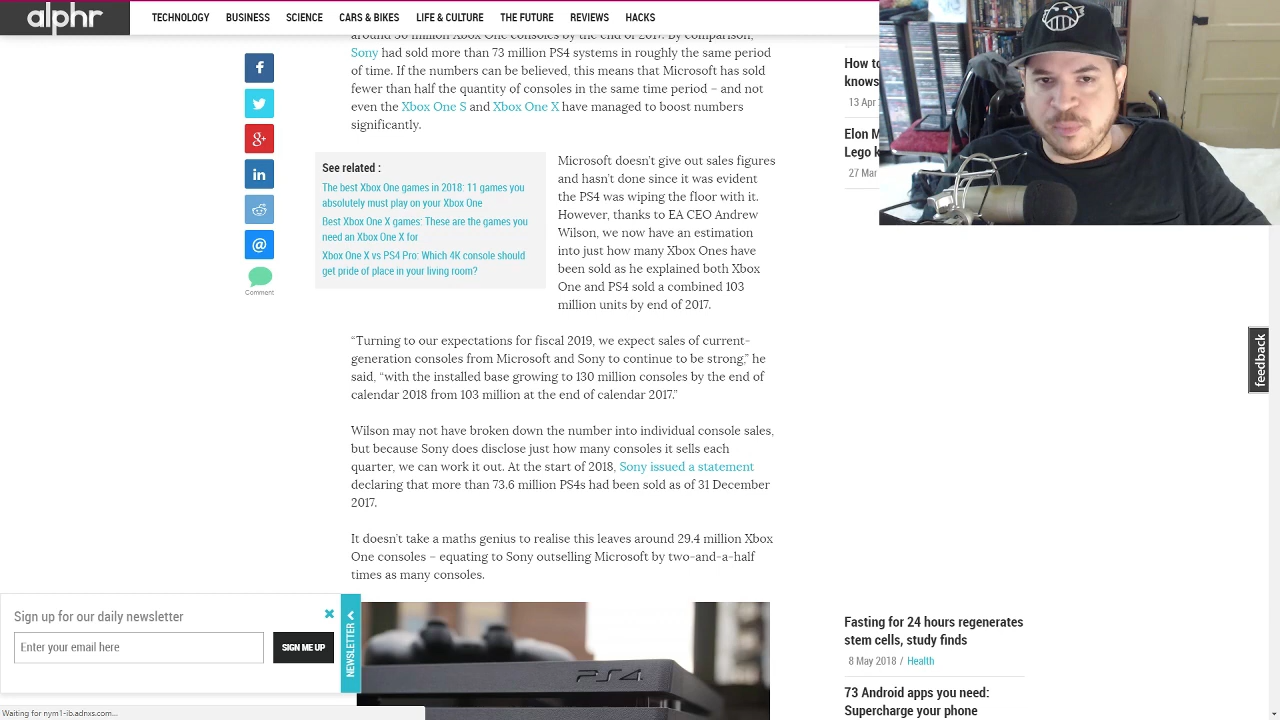 alphr
TECHNOLOGY BUSINESS SCIENCE CARS & BIKES LIFE & CULTURE THE FUTURE REVIEWS HACKS
around 30 million Xbox One consoles by the end of 2017. By comparison,
Sony had sold more than 73 million PS4 systems in roughly the same period
of time. If the numbers can be believed, this means that Microsoft has sold
fewer than half the quantity of consoles in the same time period – and not
even the Xbox One S and Xbox One X have managed to boost numbers
significantly.
Comment
See related :
The best Xbox One games in 2018: 11 games you
absolutely must play on your Xbox One
Best Xbox One X games: These are the games you
need an Xbox One X for
Xbox One X vs PS4 Pro: Which 4K console should
get pride of place in your living room?
Microsoft doesn't give out sales figures
and hasn't done since it was evident
the PS4 was wiping the floor with it.
However, thanks to EA CEO Andrew
Wilson, we now have an estimation
into just how many Xbox Ones have
been sold as he explained both Xbox
One and PS4 sold a combined 103
million units by end of 2017.
“Turning to our expectations for fiscal 2019, we expect sales of current-
generation consoles from Microsoft and Sony to continue to be strong,” he
said, “with the installed base growing to 130 million consoles by the end of
calendar 2018 from 103 million at the end of calendar 2017.”
Wilson may not have broken down the number into individual console sales,
but because Sony does disclose just how many consoles it sells each
quarter, we can work it out. At the start of 2018, Sony issued a statement
declaring that more than 73.6 million PS4s had been sold as of 31 December
2017.
It doesn't take a maths genius to realise this leaves around 29.4 million Xbox
One consoles – equating to Sony outselling Microsoft by two-and-a-half
times as many consoles.
PS4
How to
knows
13 Apr
Elon M
Lego k
27 Mar
feedback
Fasting for 24 hours regenerates
stem cells, study finds
8 May 2018 / Health
73 Android apps you need:
Supercharge your phone
Sign up for our daily newsletter
Enter your email here
SIGN ME UP
NEWSLETTER
Waiting for nym1-ib.adnxs.com...